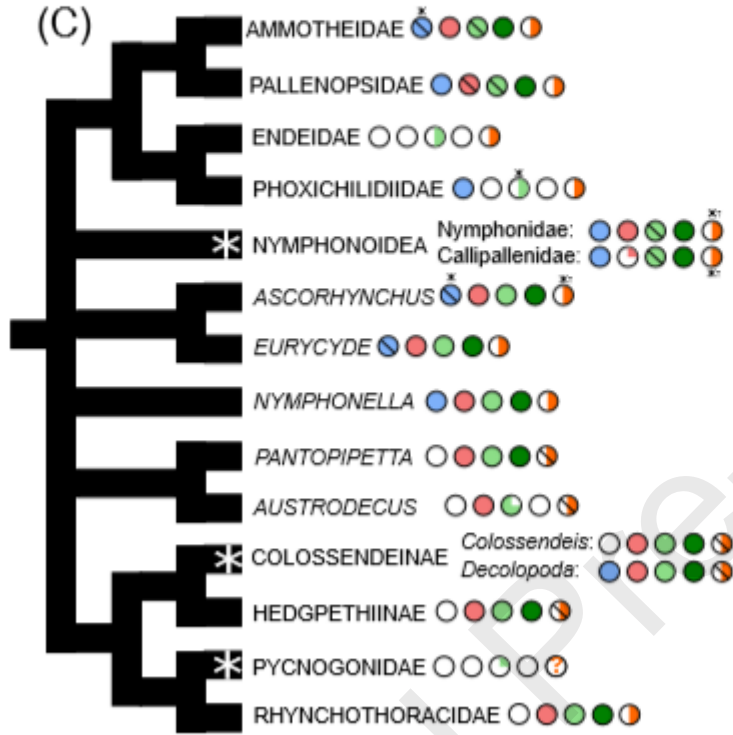 (C)
AMMOTHEIDAE
PALLENOPSIDAE
ENDEIDAE
PHOXICHILIDIIDAE
NYMPHONOIDEA Nymphonidae:
Callipallenidae:
ASCORHYNCHUS
EURYCYDE
NYMPHONELLA
PANTOPIPETTA
AUSTRODECUS
COLOSSENDEINAE Colossendeis:
Decolopoda:
HEDGPETHIINAE
PYCNOGONIDAE ?
RHYNCHOTHORACIDAE